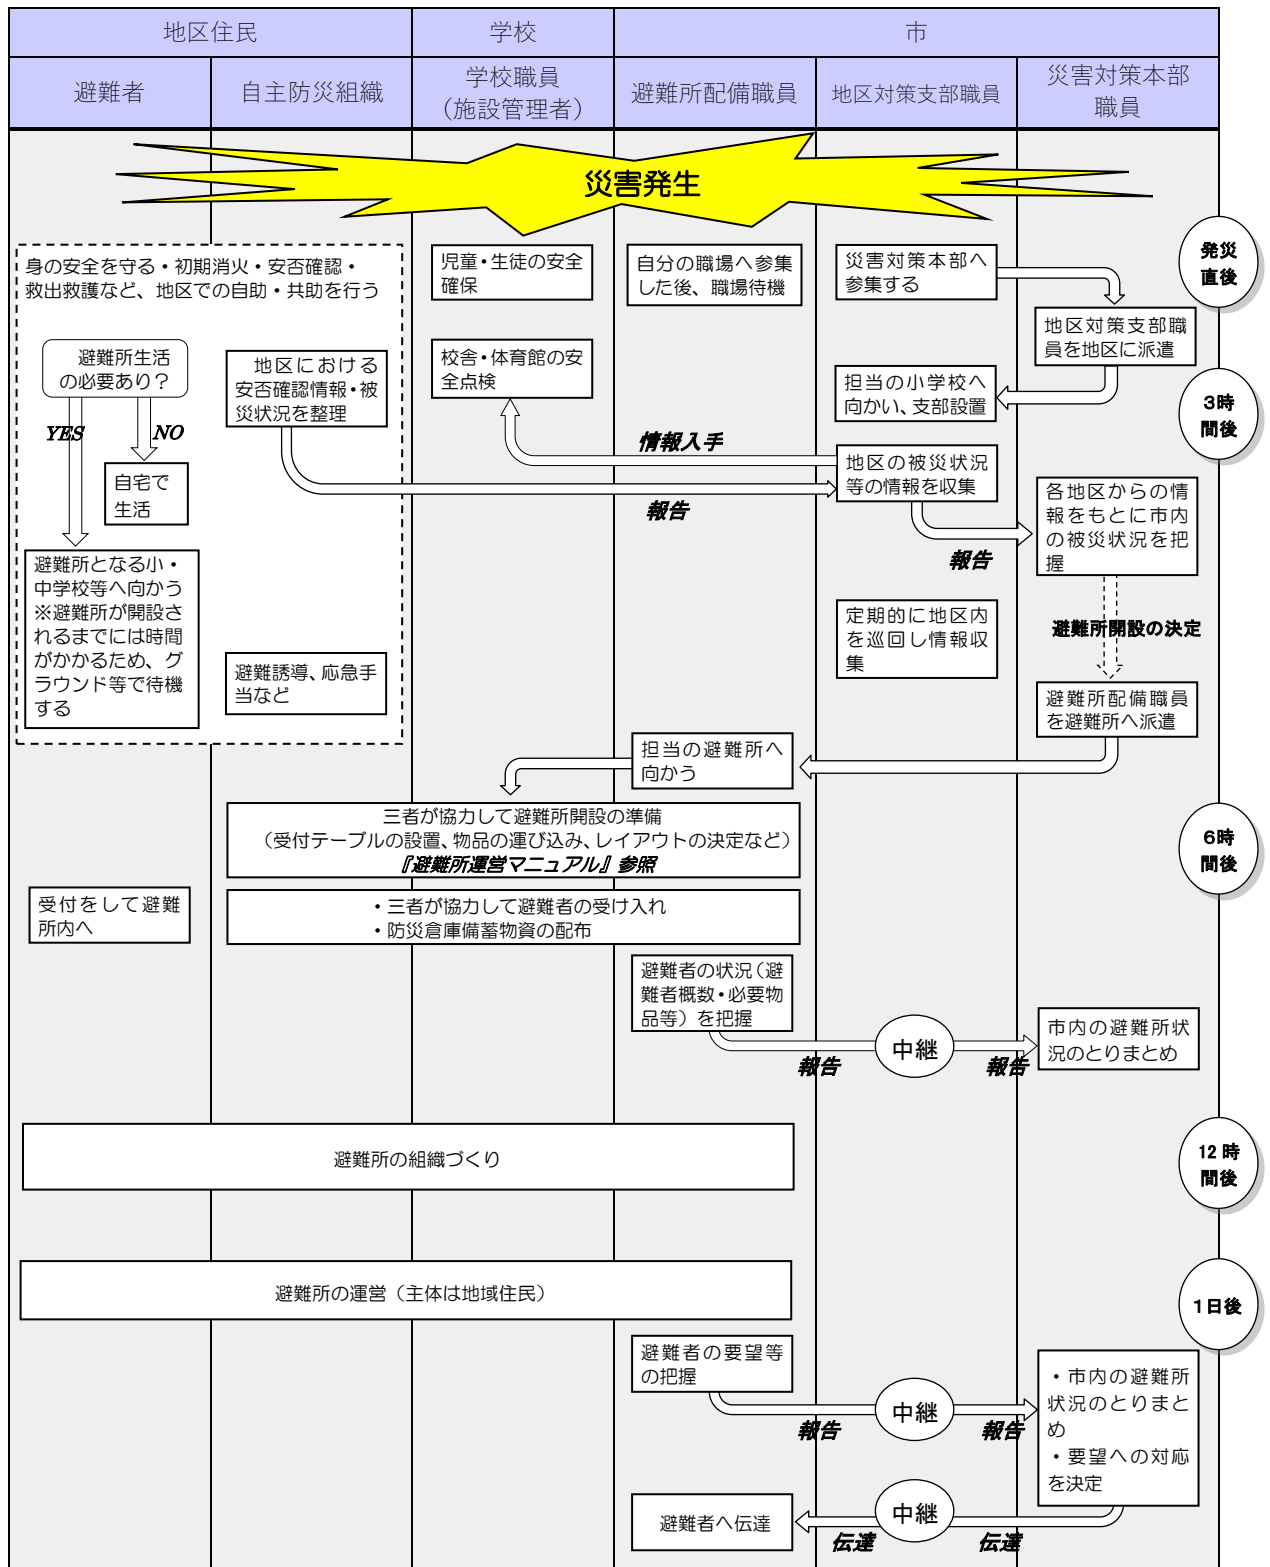 地区住民
学校
市
避難者
自主防災組織
学校職員
（施設管理者）
避難所配備職員
地区対策支部職員
災害対策本部
職員
災害発生
発災
直後
身の安全を守る・初期消火・安否確認・
救出救護など、地区での自助・共助を行う
児童・生徒の安全
確保
自分の職場へ参集
した後、職場待機
災害対策本部へ
参集する
地区対策支部職
員を地区に派遣
避難所生活
の必要あり？
地区における
安否確認情報・被
災状況を整理
校舎・体育館の安
全点検
担当の小学校へ
向かい、支部設置
3時
間後
YES
NO
情報入手
報告
自宅で
生活
地区の被災状況
等の情報を収集
各地区からの情
報をもとに市内
の被災状況を把
握
報告
避難所となる小・
中学校等へ向かう
※避難所が開設さ
れるまでには時間
がかかるため、グ
ラウンド等で待機
する
定期的に地区内
を巡回し情報収
集
避難所開設の決定
避難誘導、応急手
当など
避難所配備職員
を避難所へ派遣
担当の避難所へ
向かう
三者が協力して避難所開設の準備
（受付テーブルの設置、物品の運び込み、レイアウトの決定など）
『避難所運営マニュアル』参照
6時
間後
受付をして避難
所内へ
・三者が協力して避難者の受け入れ
・防災倉庫備蓄物資の配布
避難者の状況（避
難者概数・必要物
品等）を把握
中継
報告
報告
市内の避難所状
況のとりまとめ
避難所の組織づくり
12時
間後
避難所の運営（主体は地域住民）
1日後
避難者の要望等
の把握
中継
報告
報告
・市内の避難所
状況のとりまと
め
・要望への対応
を決定
避難者へ伝達
中継
伝達
伝達